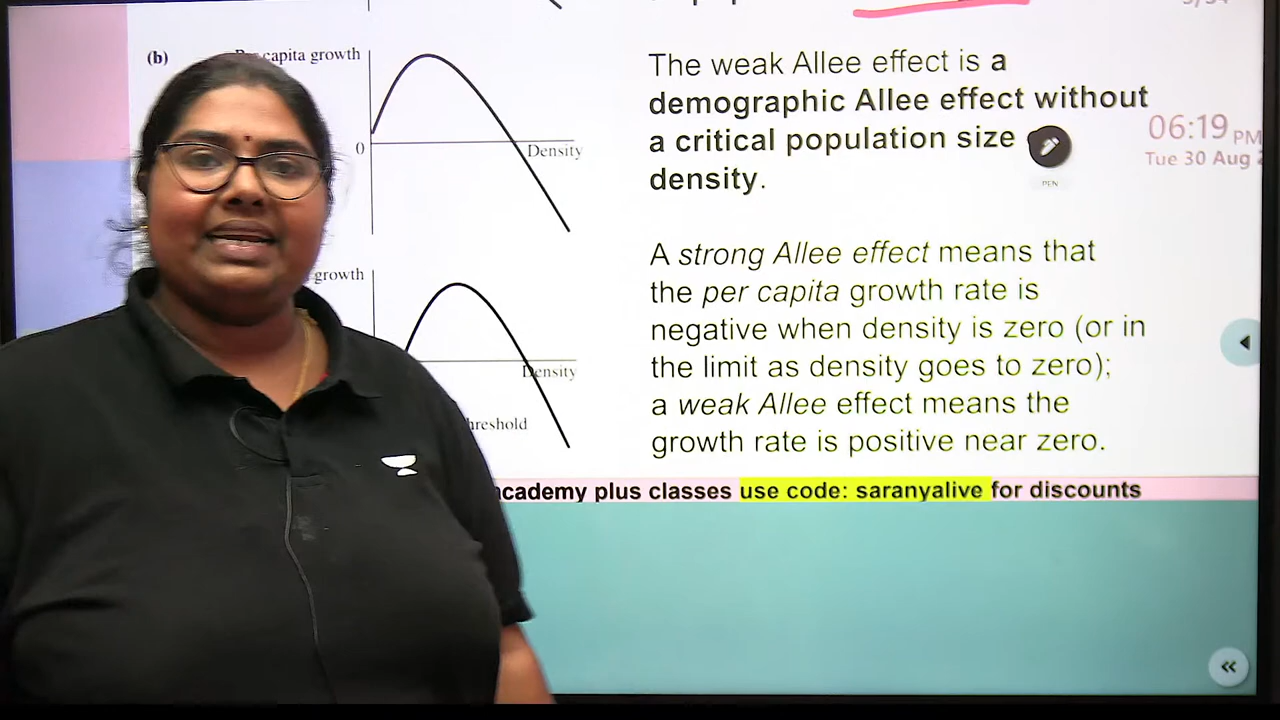 (b)
capita growth
0
Density
growth
Density
hreshold
The weak Allee effect is a
demographic Allee effect without
a critical population size
density.
PEN
06:19 PM
Tue 30 Aug
A strong Allee effect means that
the per capita growth rate is
negative when density is zero (or in
the limit as density goes to zero);
a weak Allee effect means the
growth rate is positive near zero.
academy plus classes use code: saranyalive for discounts